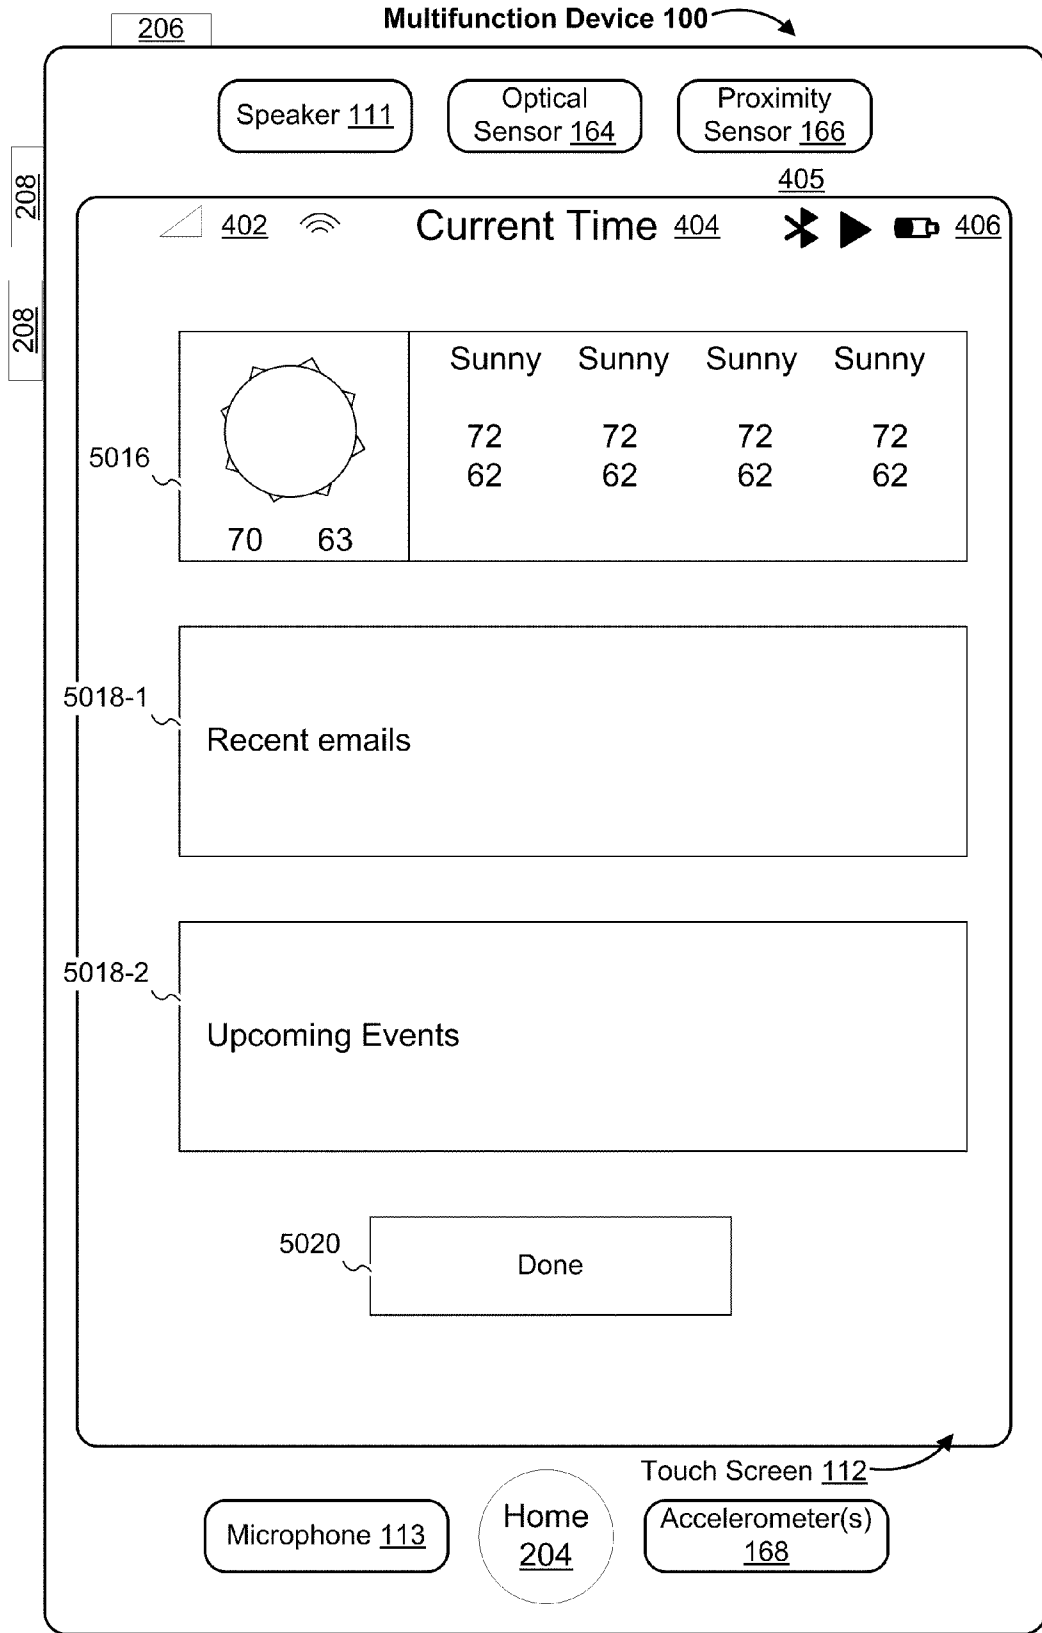 Multifunction Device 100
206
Speaker 111
Optical
Sensor 164
Proximity
Sensor 166
208
208
405
402
Current Time 404
406
Sunny Sunny Sunny Sunny
72 72 72 72
62 62 62 62
70 63
5016
5018-1
Recent emails
5018-2
Upcoming Events
5020
Done
Touch Screen 112
Microphone 113
Home
204
Accelerometer(s)
168